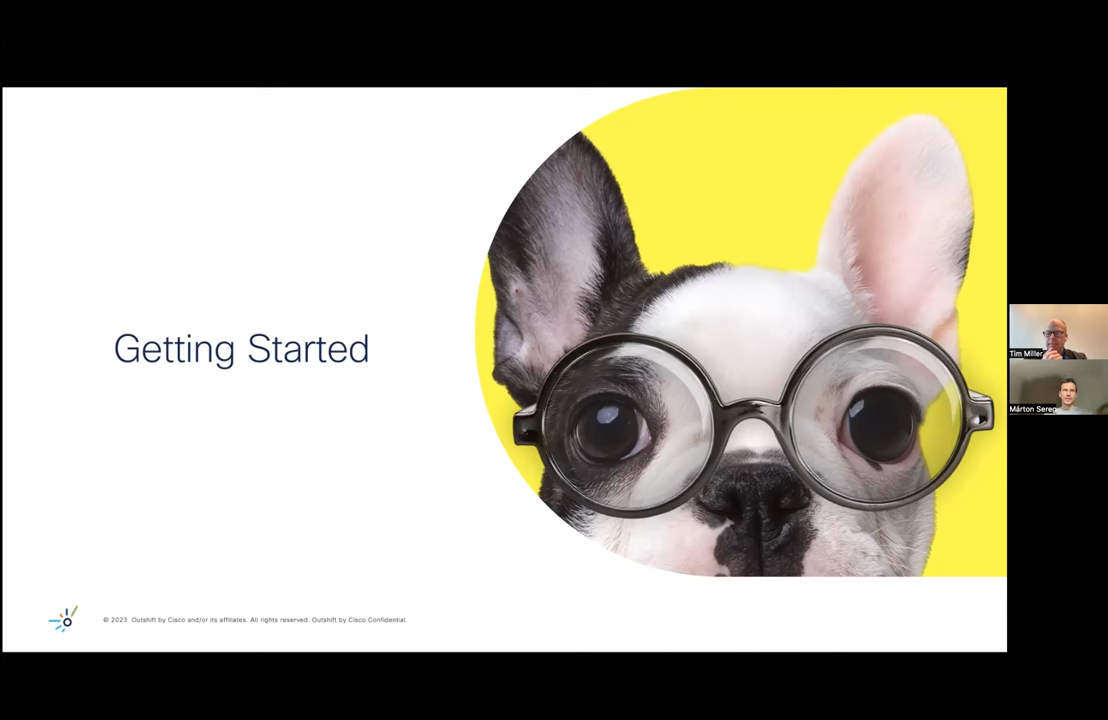 Getting Started
Tim Miller
Márton Sereg
© 2023 Outshift by Cisco and/or its affiliates. All rights reserved. Outshift by Cisco Confidential.